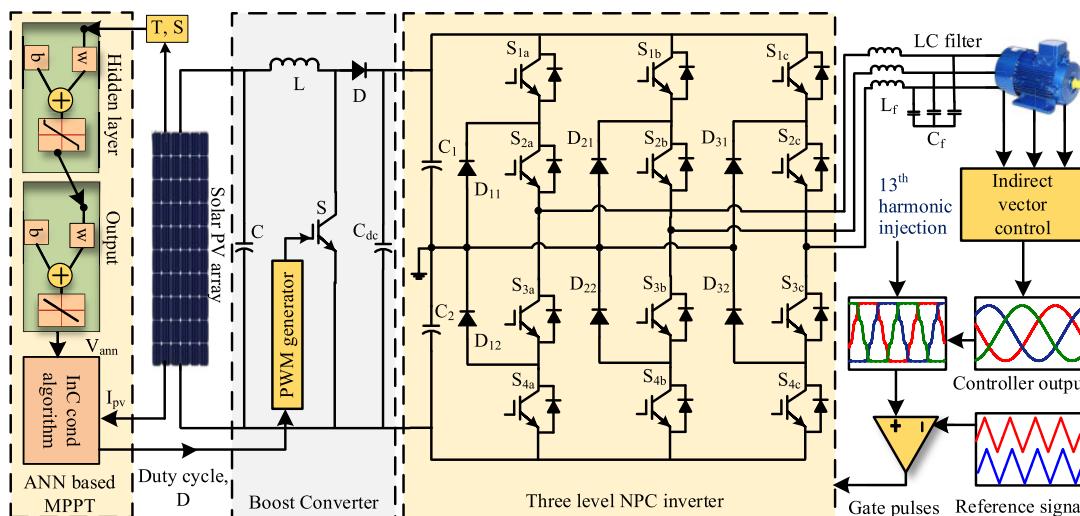 T, S
b
w
Hidden layer
b
w
Output
V_ann
InC cond
algorithm
I_pv
ANN based
MPPT
Solar PV array
Duty cycle,
D
L
D
C
S
C_dc
PWM generator
Boost Converter
C_1
C_2
D_11
D_12
S_1a
S_2a
S_3a
S_4a
D_21
D_22
S_1b
S_2b
S_3b
S_4b
D_31
D_32
S_1c
S_2c
S_3c
S_4c
Three level NPC inverter
LC filter
L_f
C_f
13th
harmonic
injection
Indirect
vector
control
Controller output
+ -
Gate pulses
Reference signal